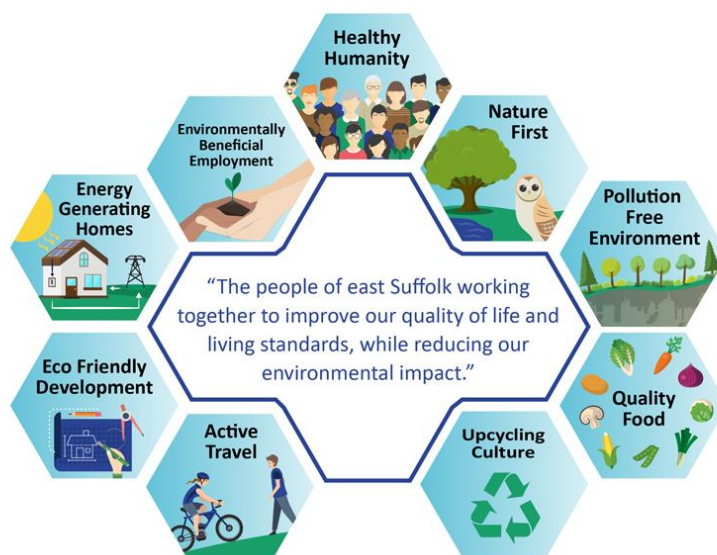 Healthy
Humanity
Environmentally
Beneficial
Employment
Nature
First
Energy
Generating
Homes
Pollution
Free
Environment
“The people of east Suffolk working
together to improve our quality of life and
living standards, while reducing our
environmental impact.”
Eco Friendly
Development
Quality
Food
Active
Travel
Upcycling
Culture